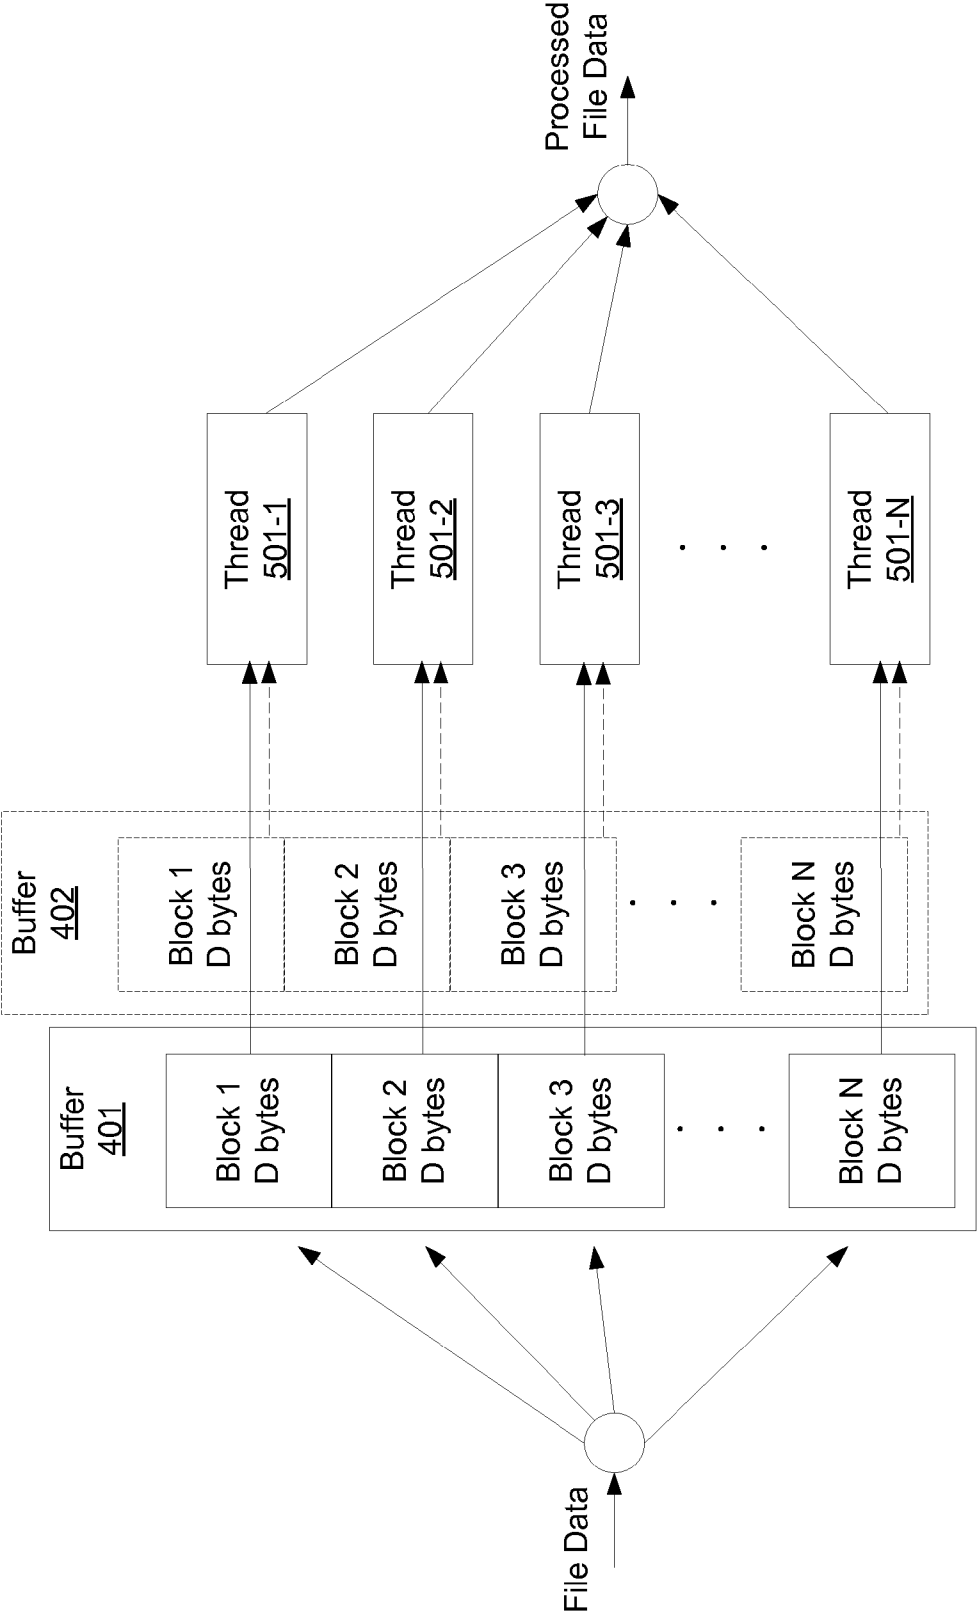 File Data
Buffer
401
Block 1
D bytes
Block 2
D bytes
Block 3
D bytes
. . .
Block N
D bytes
Buffer
402
Block 1
D bytes
Block 2
D bytes
Block 3
D bytes
. . .
Block N
D bytes
Thread
501-1
Thread
501-2
Thread
501-3
. . .
Thread
501-N
Processed
File Data